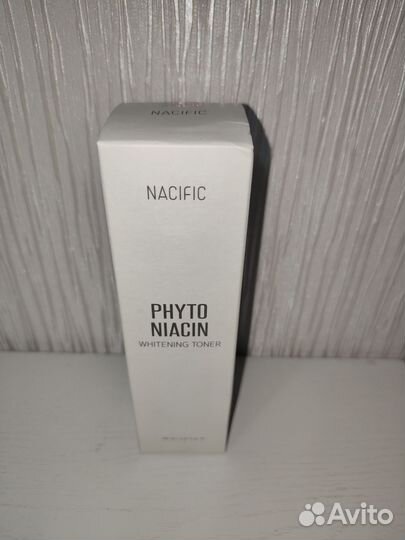 NACIFIC
NACIFIC
PHYTO
NIACIN
WHITENING TONER
Avito